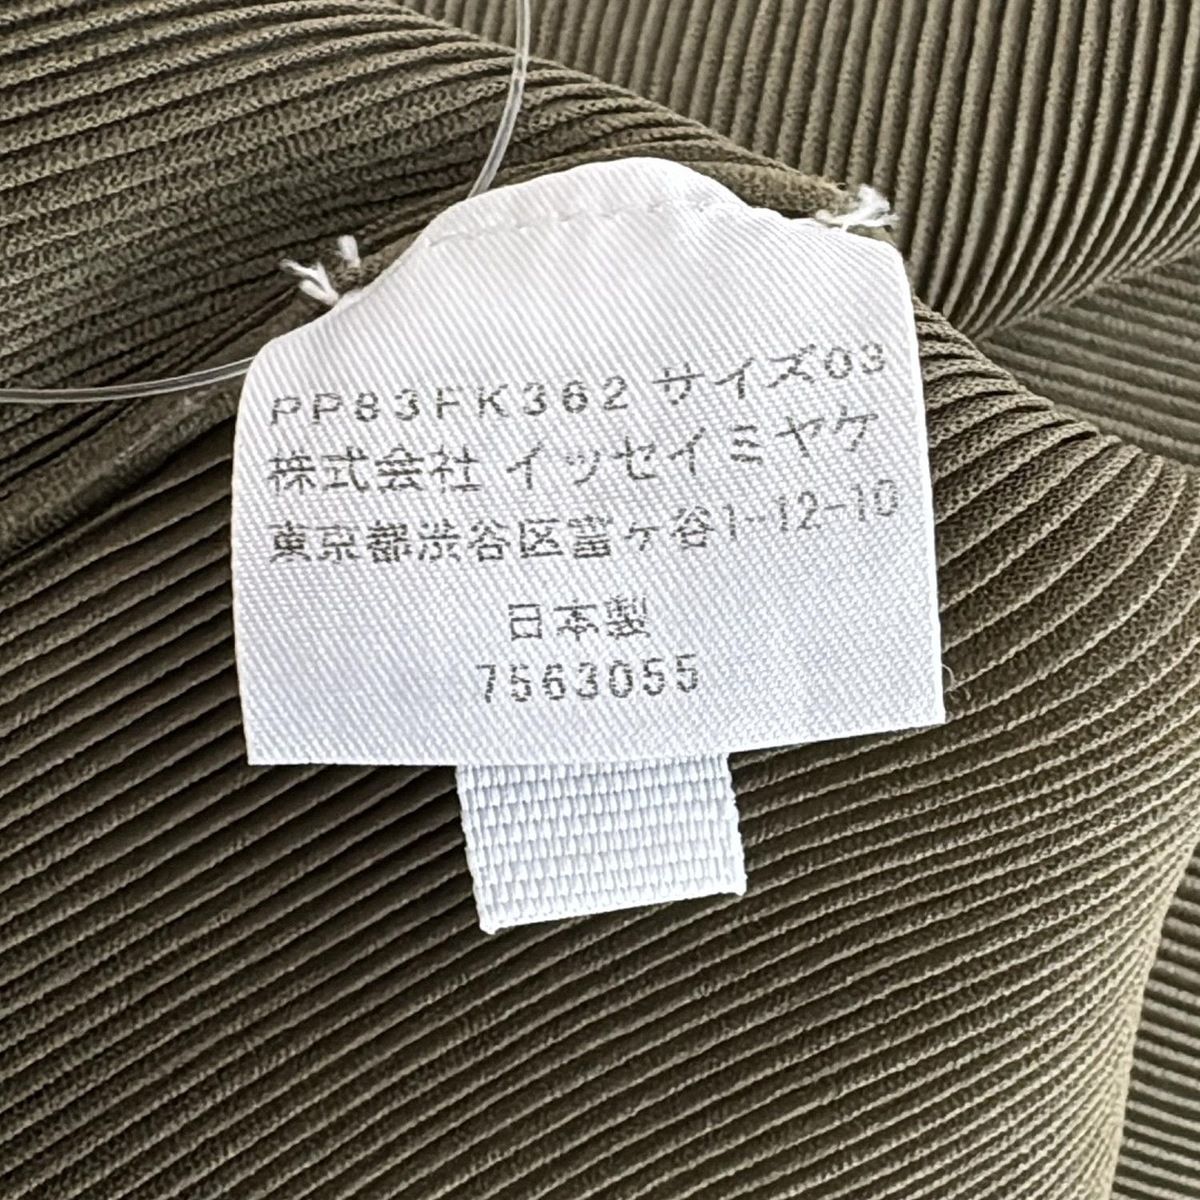 PP83FK362 サイズ03
株式会社 イッセイミヤケ
東京都渋谷区富ヶ谷1-12-10
日本製
7563055